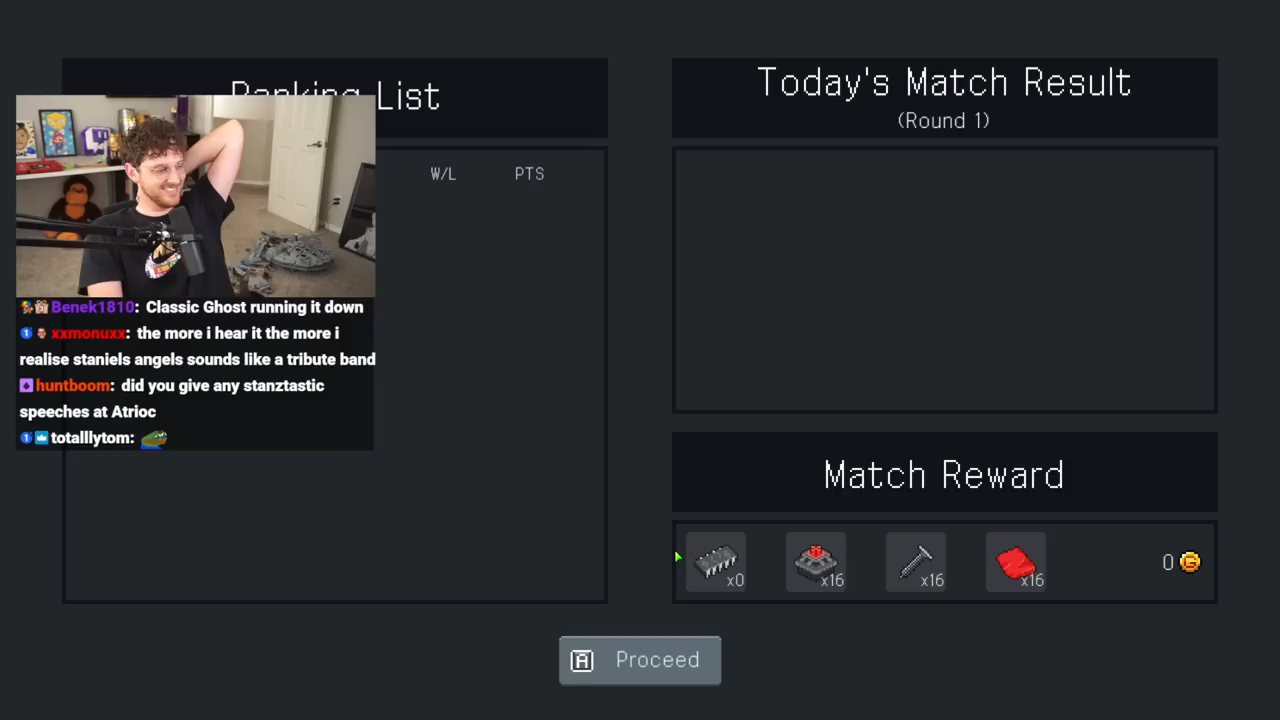 Ranking List
W/L PTS
Benek1810: Classic Ghost running it down
xxmonuxx: the more i hear it the more i
realise staniels angels sounds like a tribute band
huntboom: did you give any stanztastic
speeches at Atrioc
totalllytom:
Today's Match Result
(Round 1)
Match Reward
x0 x16 x16 x16 0
A Proceed